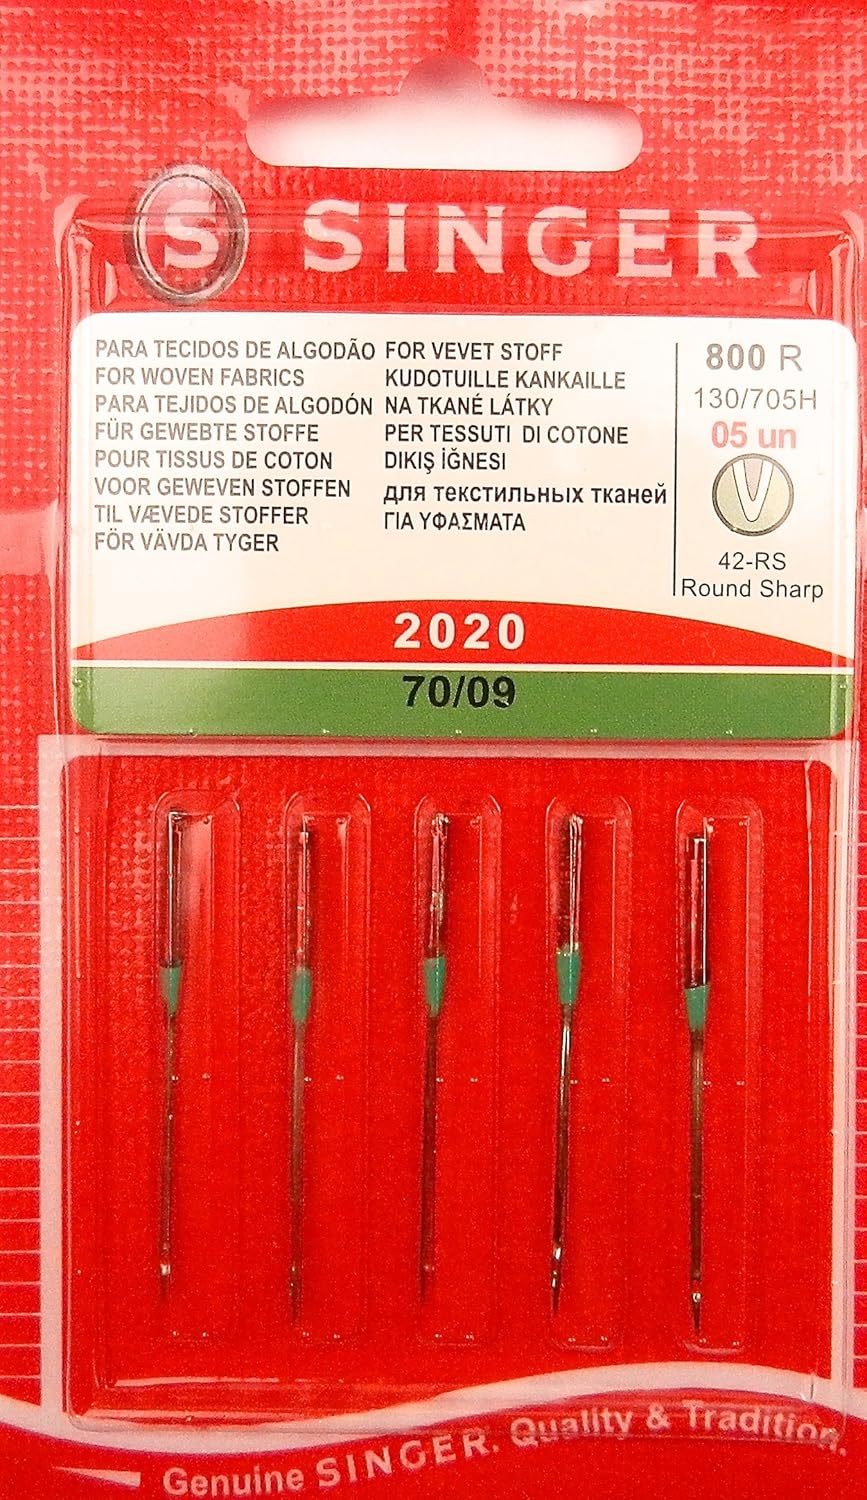 S SINGER
PARA TECIDOS DE ALGODÃO
FOR WOVEN FABRICS
PARA TEJIDOS DE ALGODÓN
FÜR GEWEBTE STOFFE
POUR TISSUS DE COTON
VOOR GEWEVEN STOFFEN
TIL VÆVEDE STOFFER
FÖR VÄVDA TYGER
FOR VEVET STOFF
KUDOTUILLE KANKAILLE
NA TKANÉ LÁTKY
PER TESSUTI DI COTONE
DIKIŞ İĞNESI
для текстильных тканей
ΓΙΑ ΥΦΑΣΜΑΤΑ
800 R
130/705H
05 un
42-RS
Round Sharp
2020
70/09
Genuine SINGER. Quality & Tradition.